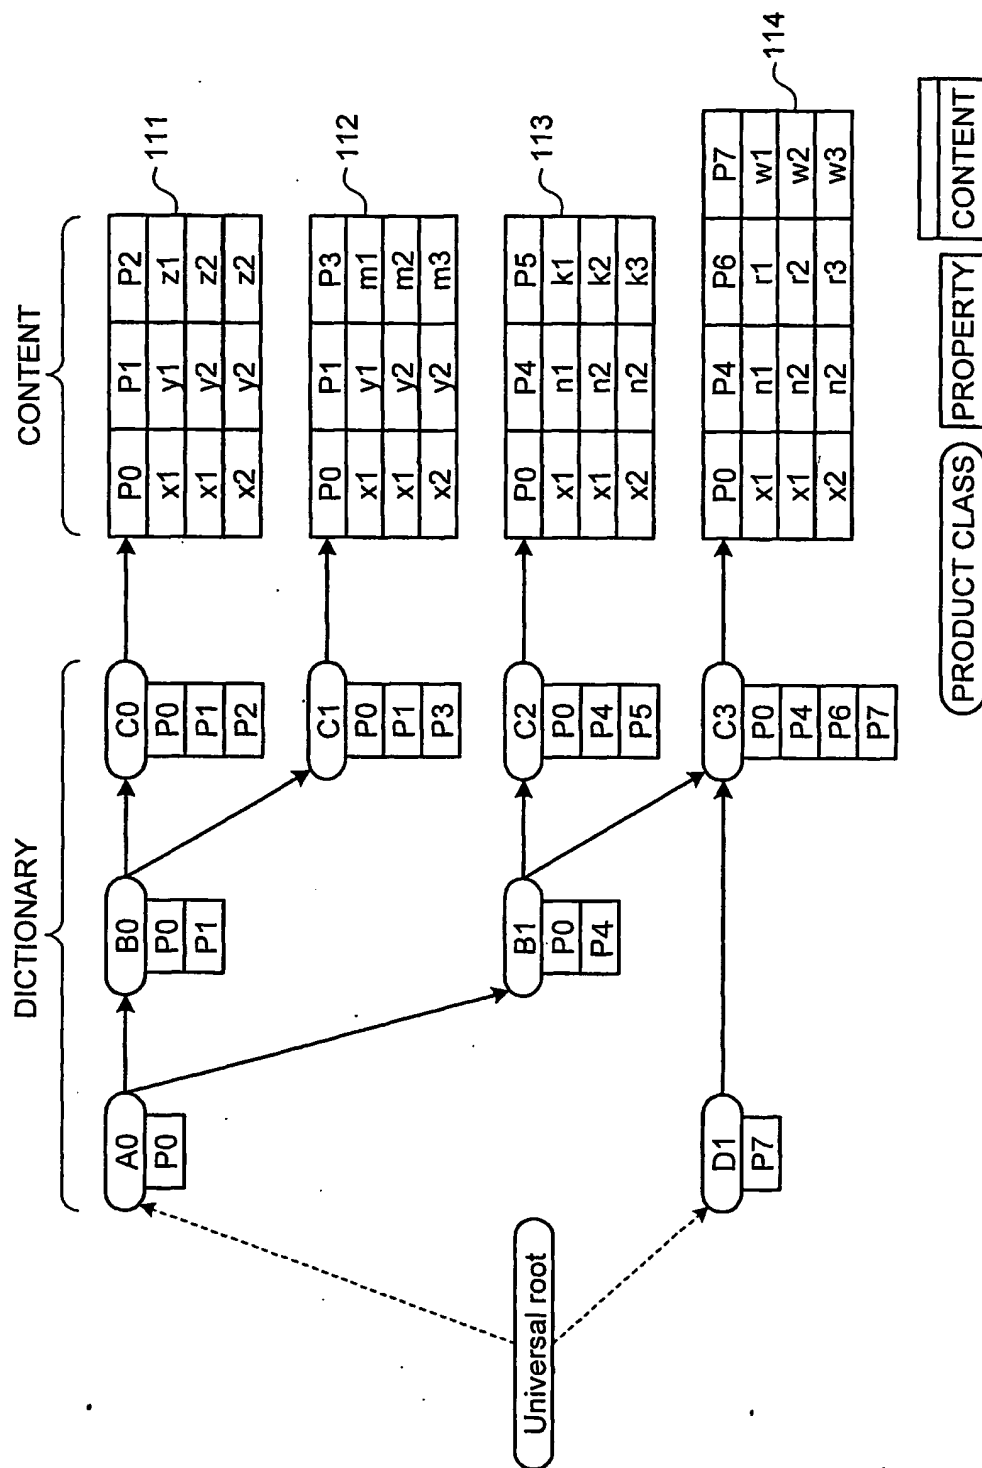 DICTIONARY
CONTENT
Universal root
A0
P0
B0
P0
P1
C0
P0
P1
P2
P0 P1 P2
x1 y1 z1
x1 y2 z2
x2 y2 z2
111
C1
P0
P1
P3
P0 P1 P3
x1 y1 m1
x1 y2 m2
x2 y2 m3
112
B1
P0
P4
C2
P0
P4
P5
P0 P4 P5
x1 n1 k1
x1 n2 k2
x2 n2 k3
113
D1
P7
C3
P0
P4
P6
P7
P0 P4 P6 P7
x1 n1 r1 w1
x1 n2 r2 w2
x2 n2 r3 w3
114
PRODUCT CLASS
PROPERTY
CONTENT